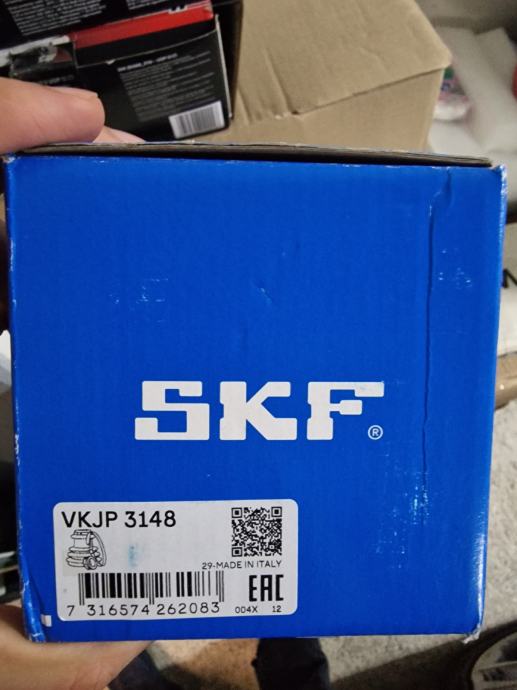 SKF®
VKJP 3148
29-MADE IN ITALY
7 316574 262083
EAC
004X 12